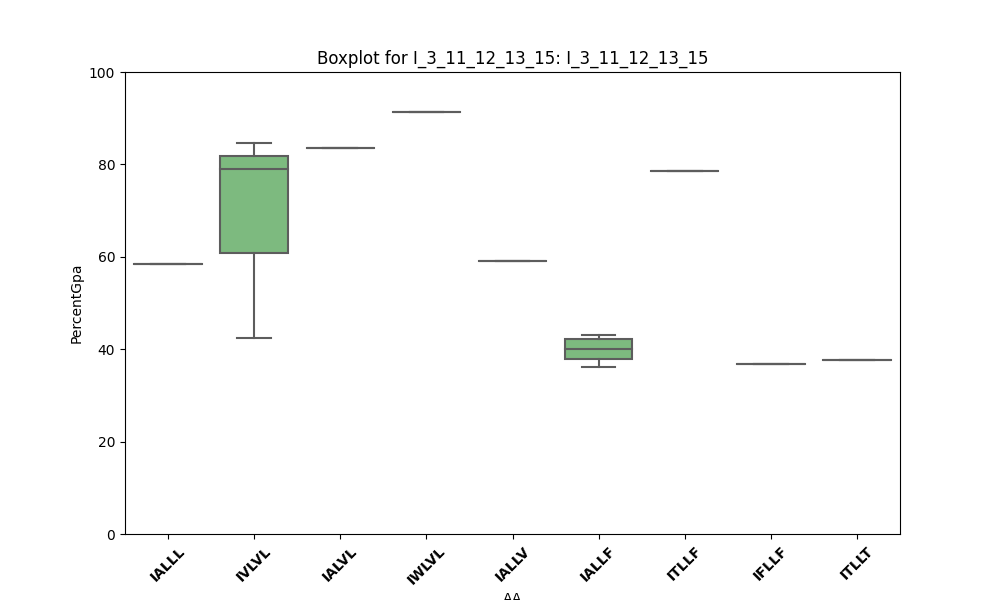 Boxplot for I_3_11_12_13_15: I_3_11_12_13_15
100
80
60
40
20
0
PercentGpa
IALLL
IVLVL
IALVL
IWLVL
IALLV
IALLF
ITLLF
IFLLF
ITLLT
AA